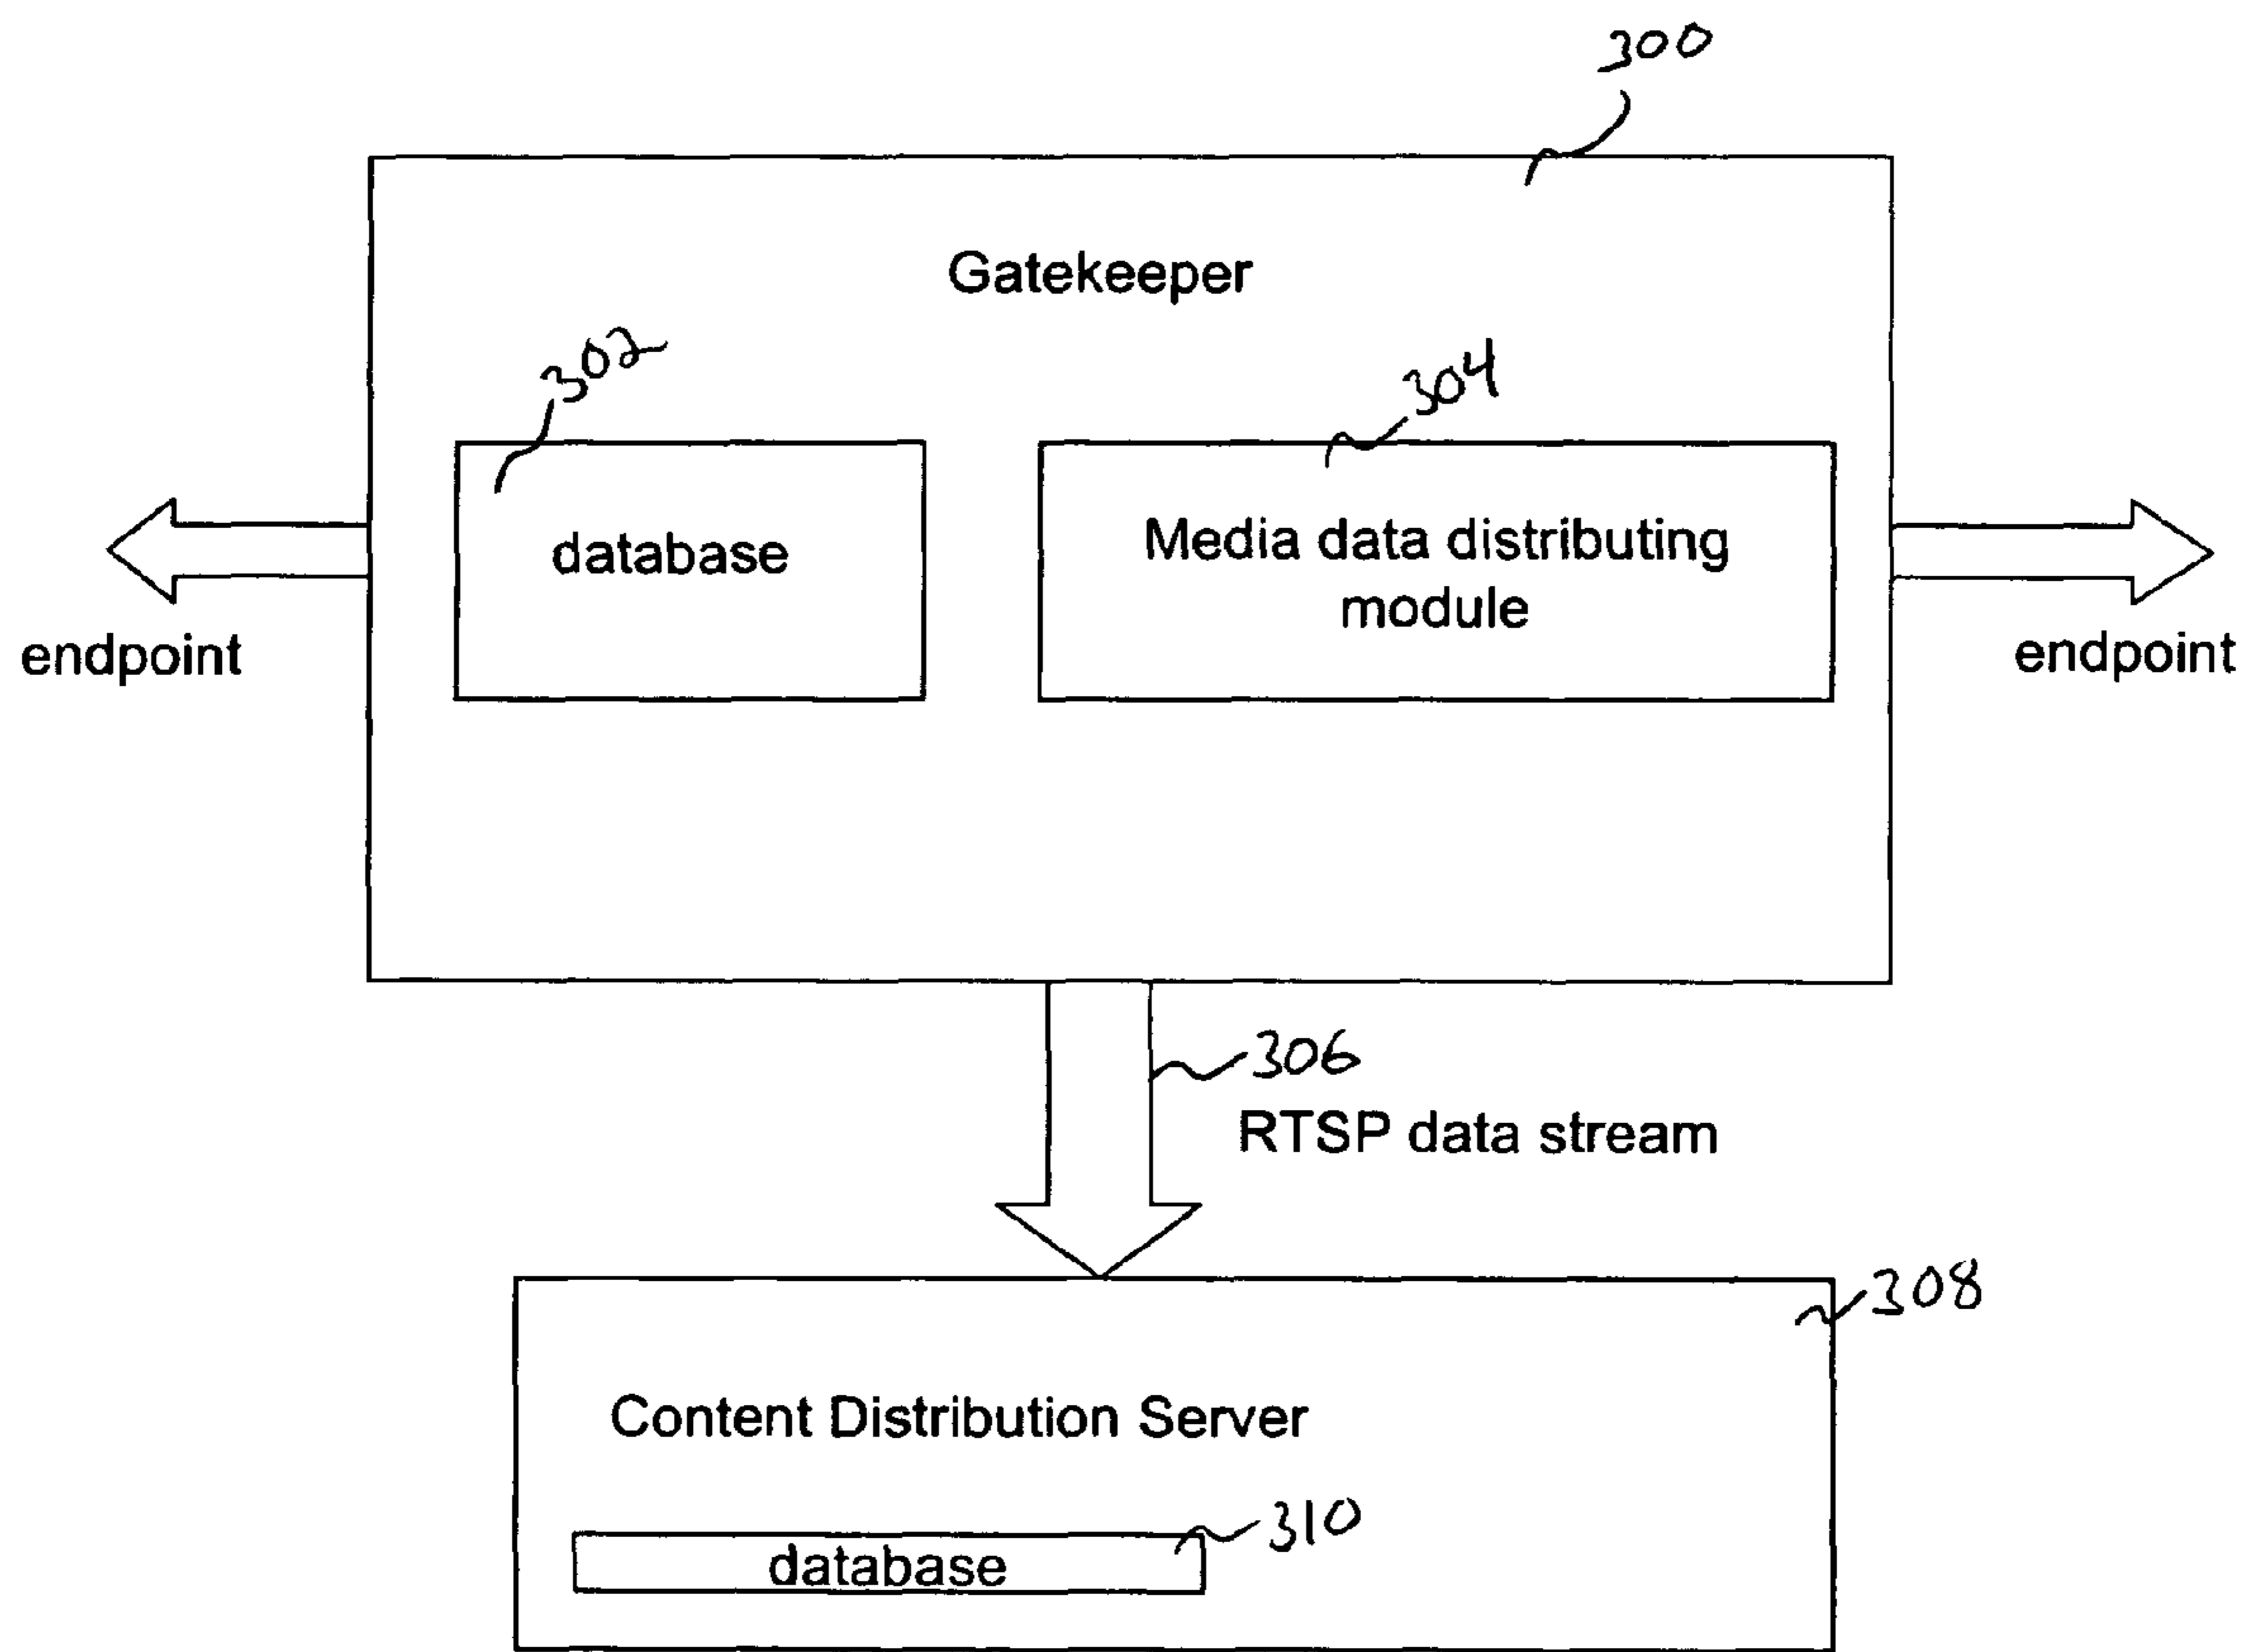 300
Gatekeeper
302
304
database
Media data distributing
module
endpoint
endpoint
306
RTSP data stream
308
Content Distribution Server
310
database